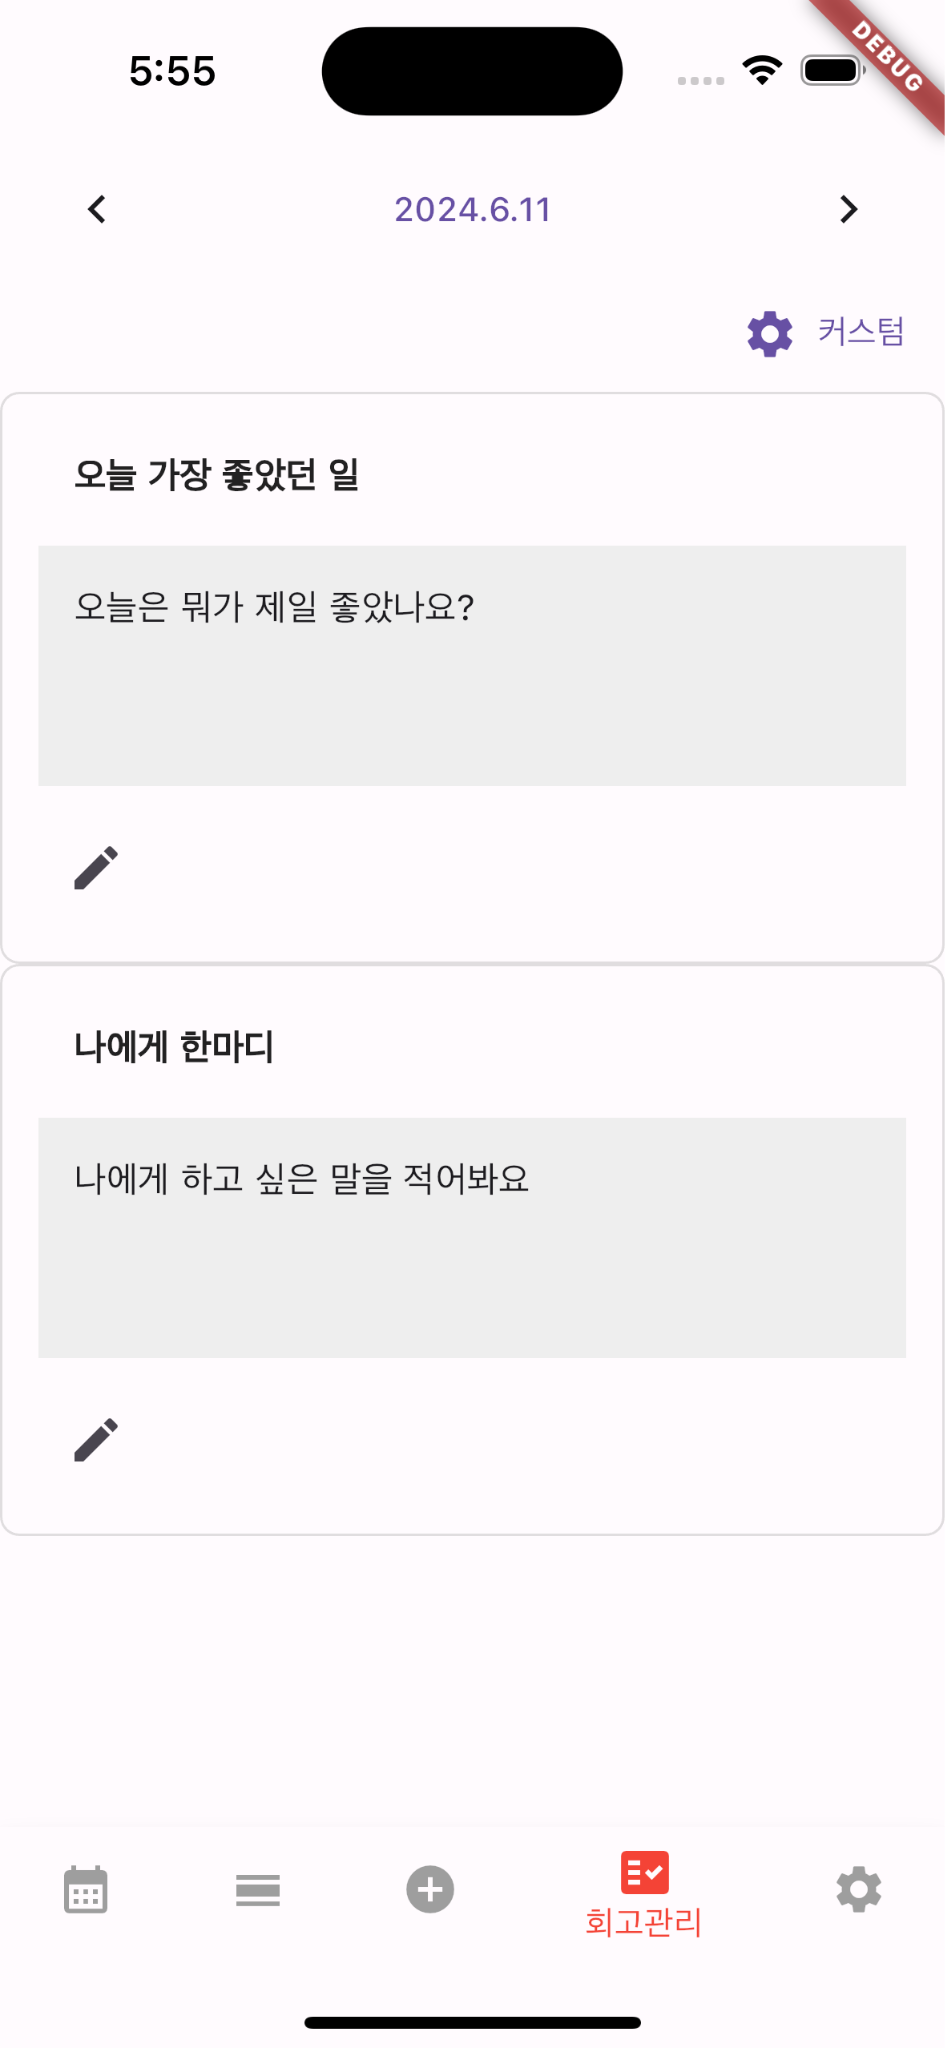 5:55
DEBUG
2024.6.11
커스텀
오늘 가장 좋았던 일
오늘은 뭐가 제일 좋았나요?
나에게 한마디
나에게 하고 싶은 말을 적어봐요
회고관리